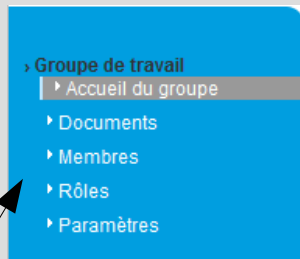 › Groupe de travail
Accueil du groupe
Documents
Membres
Rôles
Paramètres